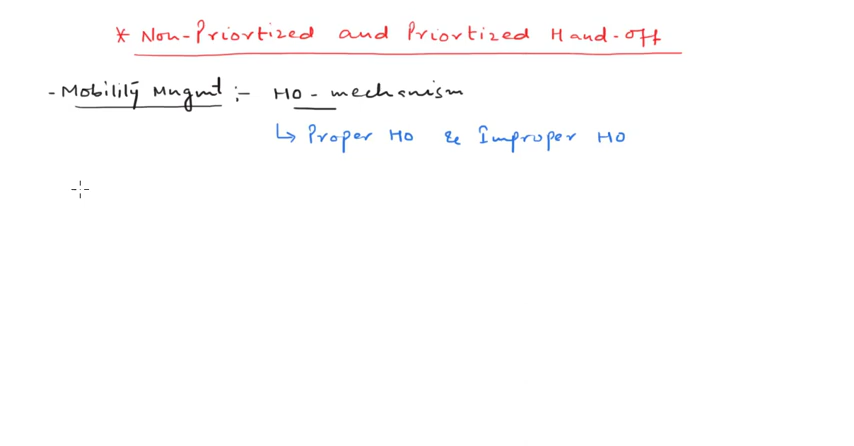 * Non-Priortized and Priortized Hand-off
- Mobility Mngmt :- HO - mechanism
↳ Proper HO & Improper HO